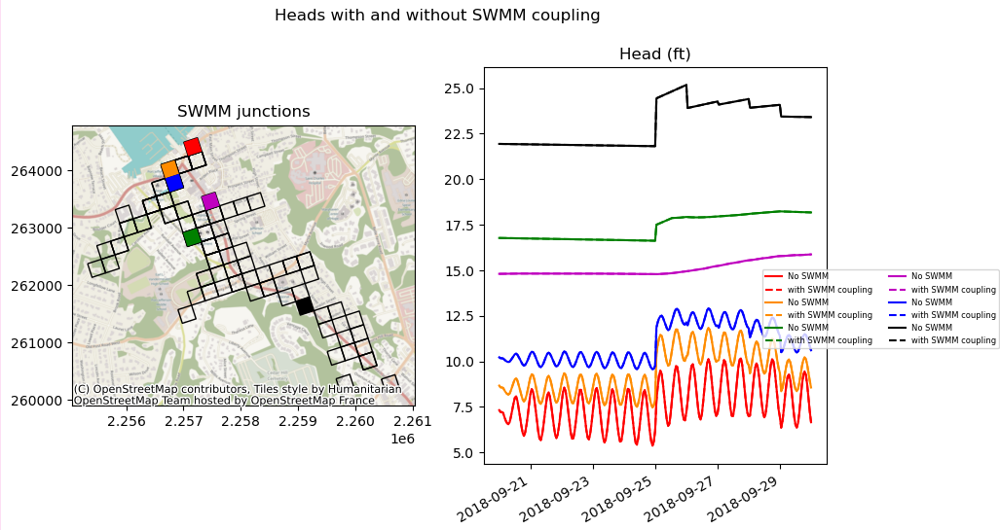 Heads with and without SWMM coupling
SWMM junctions
264000
263000
262000
261000
260000
(C) OpenStreetMap contributors, Tiles style by Humanitarian
OpenStreetMap Team hosted by OpenStreetMap France
2.256 2.257 2.258 2.259 2.260 2.261
1e6
Head (ft)
25.0
22.5
20.0
17.5
15.0
12.5
10.0
7.5
5.0
2018-09-21 2018-09-23 2018-09-25 2018-09-27 2018-09-29
No SWMM
with SWMM coupling
No SWMM
with SWMM coupling
No SWMM
with SWMM coupling
No SWMM
with SWMM coupling
No SWMM
with SWMM coupling
No SWMM
with SWMM coupling